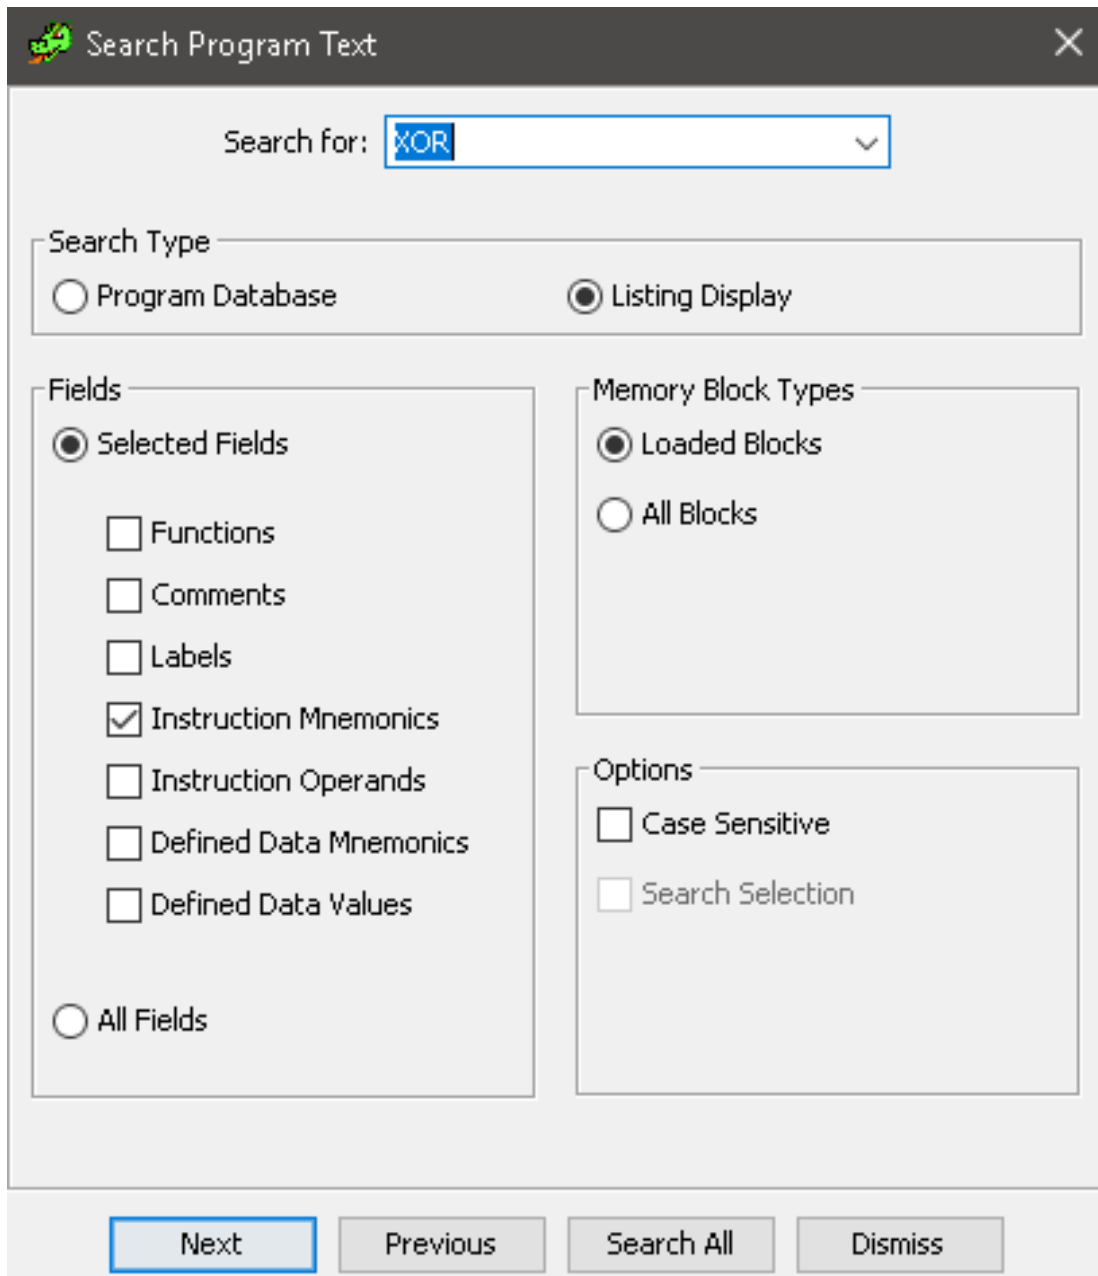 Search Program Text
Search for: XOR
Search Type
Program Database
Listing Display
Fields
Selected Fields
Functions
Comments
Labels
Instruction Mnemonics
Instruction Operands
Defined Data Mnemonics
Defined Data Values
All Fields
Memory Block Types
Loaded Blocks
All Blocks
Options
Case Sensitive
Search Selection
Next
Previous
Search All
Dismiss